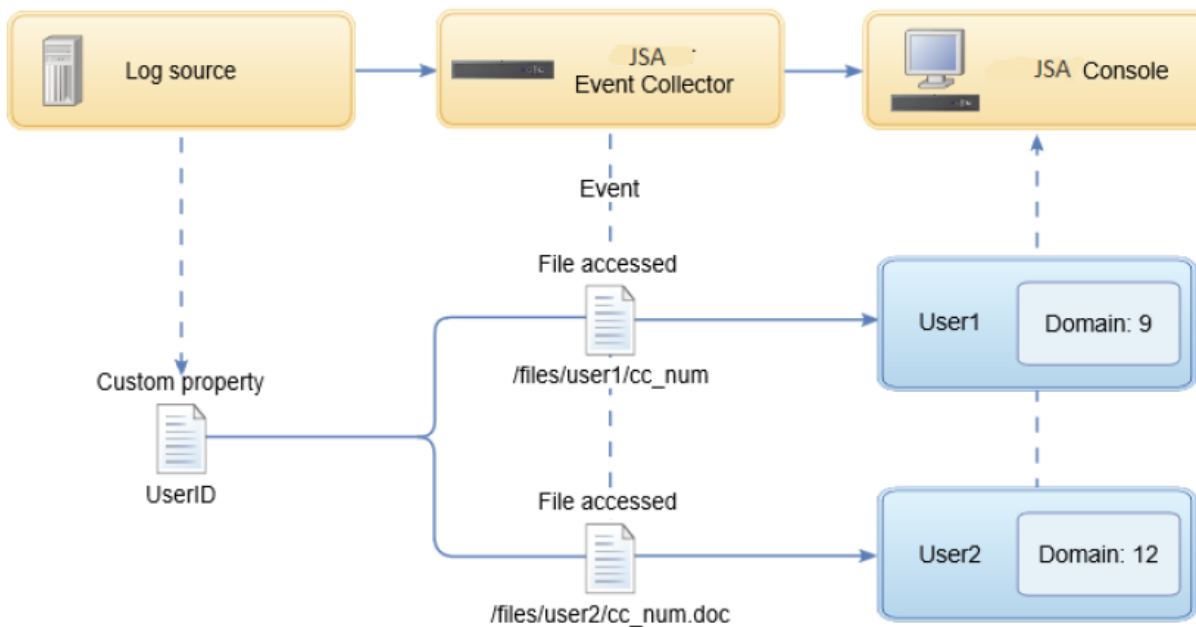 Log source
JSA
Event Collector
JSA Console
Event
File accessed
/files/user1/cc_num
User1
Domain: 9
Custom property
UserID
File accessed
/files/user2/cc_num.doc
User2
Domain: 12